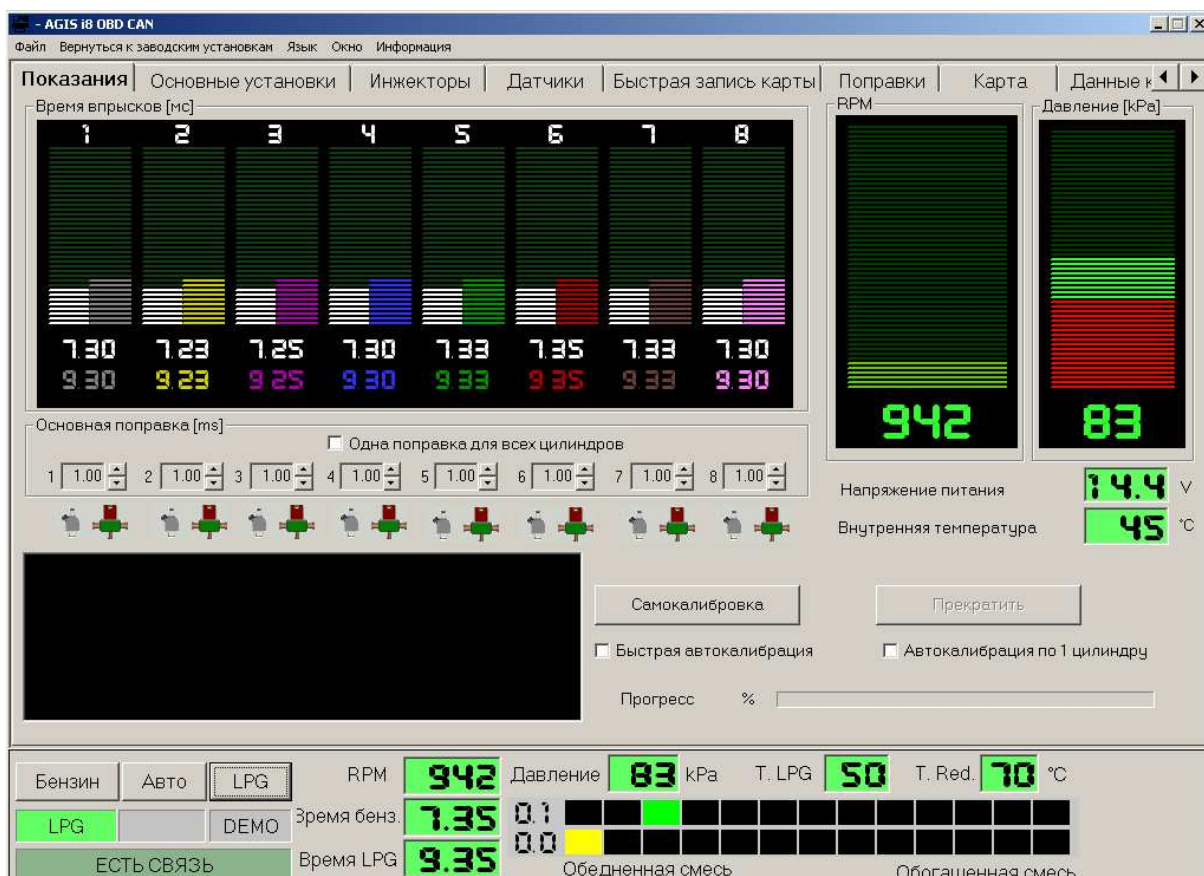 - AGIS i8 OBD CAN
Файл Вернуться к заводским установкам Язык Окно Информация
Показания Основные установки Инжекторы Датчики Быстрая запись карты Поправки Карта Данные к
Время впрысков [мс] RPM Давление [kPa]
1 2 3 4 5 6 7 8
7.30 7.23 7.25 7.30 7.33 7.35 7.33 7.30
9.30 9.23 9.25 9.30 9.33 9.35 9.33 9.30
942 83
Основная поправка [ms]
Одна поправка для всех цилиндров
1 1.00 2 1.00 3 1.00 4 1.00 5 1.00 6 1.00 7 1.00 8 1.00
Напряжение питания 14.4 V
Внутренняя температура 45 °C
Самокалибровка Прекратить
Быстрая автокалибрация Автокалибрация по 1 цилиндру
Прогресс %
Бензин Авто LPG RPM 942 Давление 83 kPa T. LPG 50 T. Red. 70 °C
LPG DEMO Время бенз. 7.35 0.1
0.0
ЕСТЬ СВЯЗЬ Время LPG 9.35 Обедненная смесь Обогащенная смесь